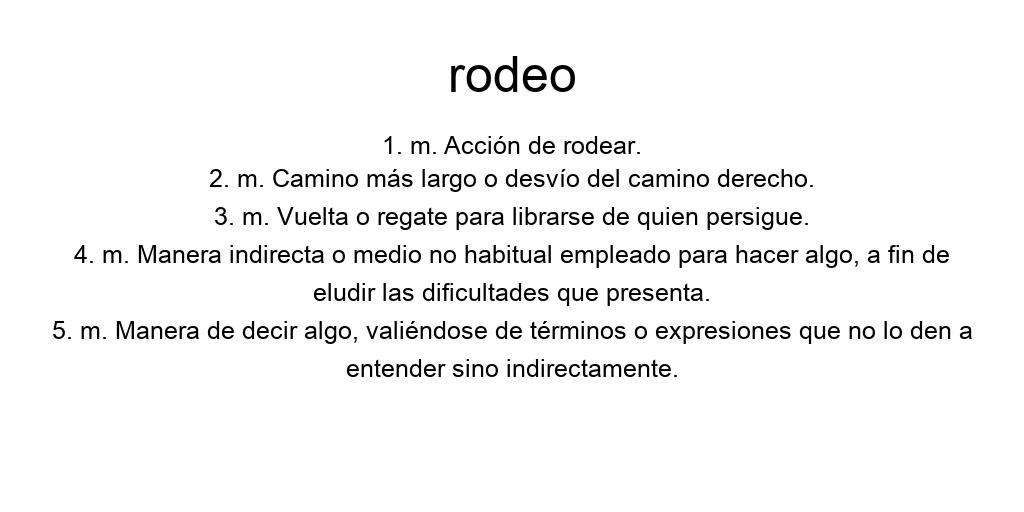 rodeo
1. m. Acción de rodear.
2. m. Camino más largo o desvío del camino derecho.
3. m. Vuelta o regate para librarse de quien persigue.
4. m. Manera indirecta o medio no habitual empleado para hacer algo, a fin de
eludir las dificultades que presenta.
5. m. Manera de decir algo, valiéndose de términos o expresiones que no lo den a
entender sino indirectamente.